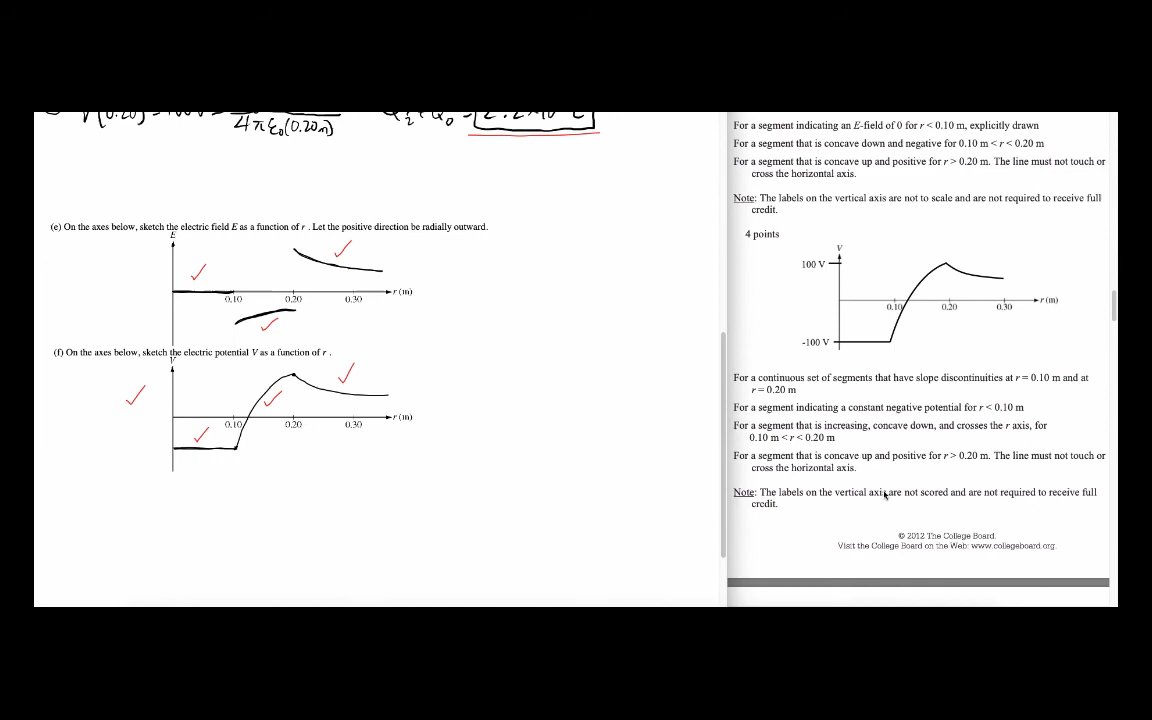 V(0.20) = 100V =
4πε₀(0.20m)
(e) On the axes below, sketch the electric field E as a function of r . Let the positive direction be radially outward.
E
0.10
0.20
0.30
r (m)
(f) On the axes below, sketch the electric potential V as a function of r .
V
0.10
0.20
0.30
r (m)
For a segment indicating an E-field of 0 for r < 0.10 m, explicitly drawn
For a segment that is concave down and negative for 0.10 m < r < 0.20 m
For a segment that is concave up and positive for r > 0.20 m. The line must not touch or
cross the horizontal axis.
Note: The labels on the vertical axis are not to scale and are not required to receive full
credit.
4 points
V
100 V
0.10
0.20
0.30
r (m)
-100 V
For a continuous set of segments that have slope discontinuities at r = 0.10 m and at
r = 0.20 m
For a segment indicating a constant negative potential for r < 0.10 m
For a segment that is increasing, concave down, and crosses the r axis, for
0.10 m < r < 0.20 m
For a segment that is concave up and positive for r > 0.20 m. The line must not touch or
cross the horizontal axis.
Note: The labels on the vertical axis are not scored and are not required to receive full
credit.
© 2012 The College Board.
Visit the College Board on the Web: www.collegeboard.org.